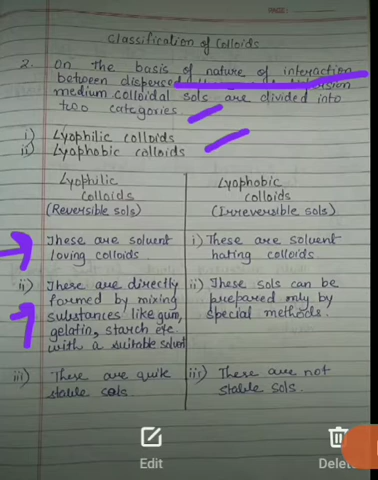 PAGE:
Classification of Colloids
2. On the basis of nature of interaction
between dispersed
medium colloidal sols are divided into
two categories
i) Lyophilic colloids
ii) Lyophobic colloids
Lyophilic
Colloids
(Reversible sols)
i) These are solvent
loving colloids
ii) There are directly
formed by mixing
substances like gum,
gelatin, starch etc
with a suitable solvent
iii) There are quite
stable sols
Lyophobic
Colloids
(Irreversible sols)
i) These are solvent
hating colloids
ii) These sols can be
prepared only by
special methods.
iii) There are not
stable sols.
Edit
Delete